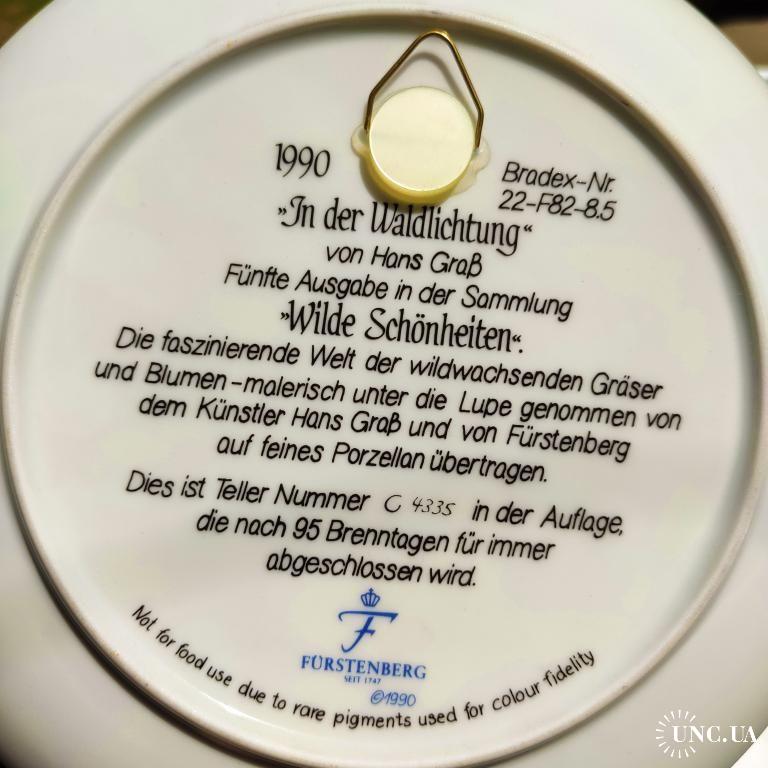 1990
Bradex-Nr.
22-F82-8.5
„In der Waldlichtung“
von Hans Graß
Fünfte Ausgabe in der Sammlung
„Wilde Schönheiten“.
Die faszinierende Welt der wildwachsenden Gräser
und Blumen-malerisch unter die Lupe genommen von
dem Künstler Hans Graß und von Fürstenberg
auf feines Porzellan übertragen.
Dies ist Teller Nummer C 4335 in der Auflage,
die nach 95 Brenntagen für immer
abgeschlossen wird.
F
FÜRSTENBERG
SEIT 1747
©1990
Not for food use due to rare pigments used for colour fidelity
UNC.UA